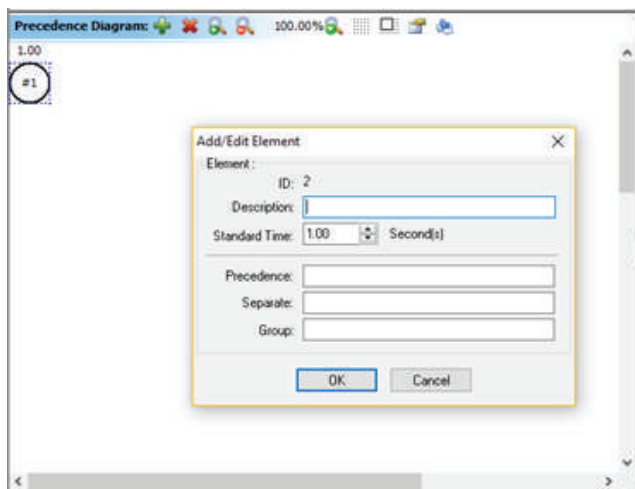 Precedence Diagram: 100.00%
1.00
#1
Add/Edit Element
Element :
ID: 2
Description:
Standard Time: 1.00 Second(s)
Precedence:
Separate:
Group:
OK Cancel